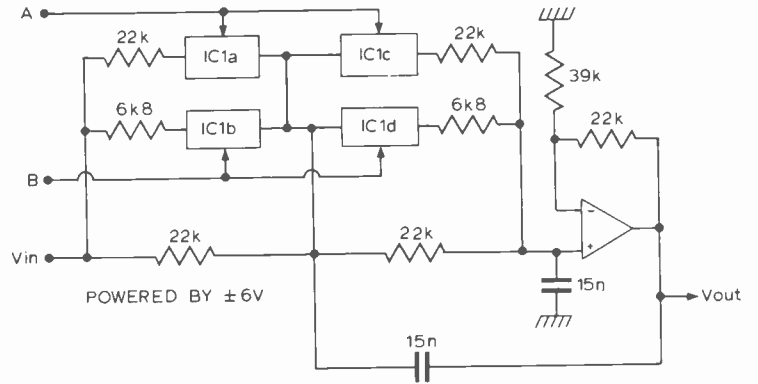 A
22k
IC1a
IC1c
22k
39k
6k8
IC1b
IC1d
6k8
22k
B
-
+
22k
22k
Vin
15n
POWERED BY ±6V
Vout
15n